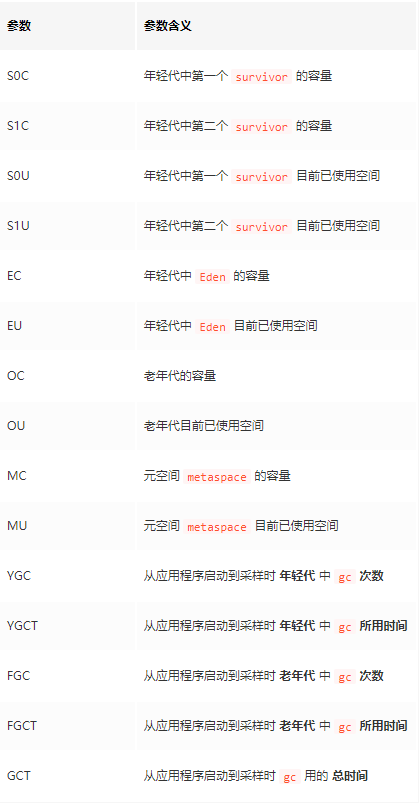 参数 参数含义
S0C 年轻代中第一个 survivor 的容量
S1C 年轻代中第二个 survivor 的容量
S0U 年轻代中第一个 survivor 目前已使用空间
S1U 年轻代中第二个 survivor 目前已使用空间
EC 年轻代中 Eden 的容量
EU 年轻代中 Eden 目前已使用空间
OC 老年代的容量
OU 老年代目前已使用空间
MC 元空间 metaspace 的容量
MU 元空间 metaspace 目前已使用空间
YGC 从应用程序启动到采样时 年轻代 中 gc 次数
YGCT 从应用程序启动到采样时 年轻代 中 gc 所用时间
FGC 从应用程序启动到采样时 老年代 中 gc 次数
FGCT 从应用程序启动到采样时 老年代 中 gc 所用时间
GCT 从应用程序启动到采样时 gc 用的 总时间